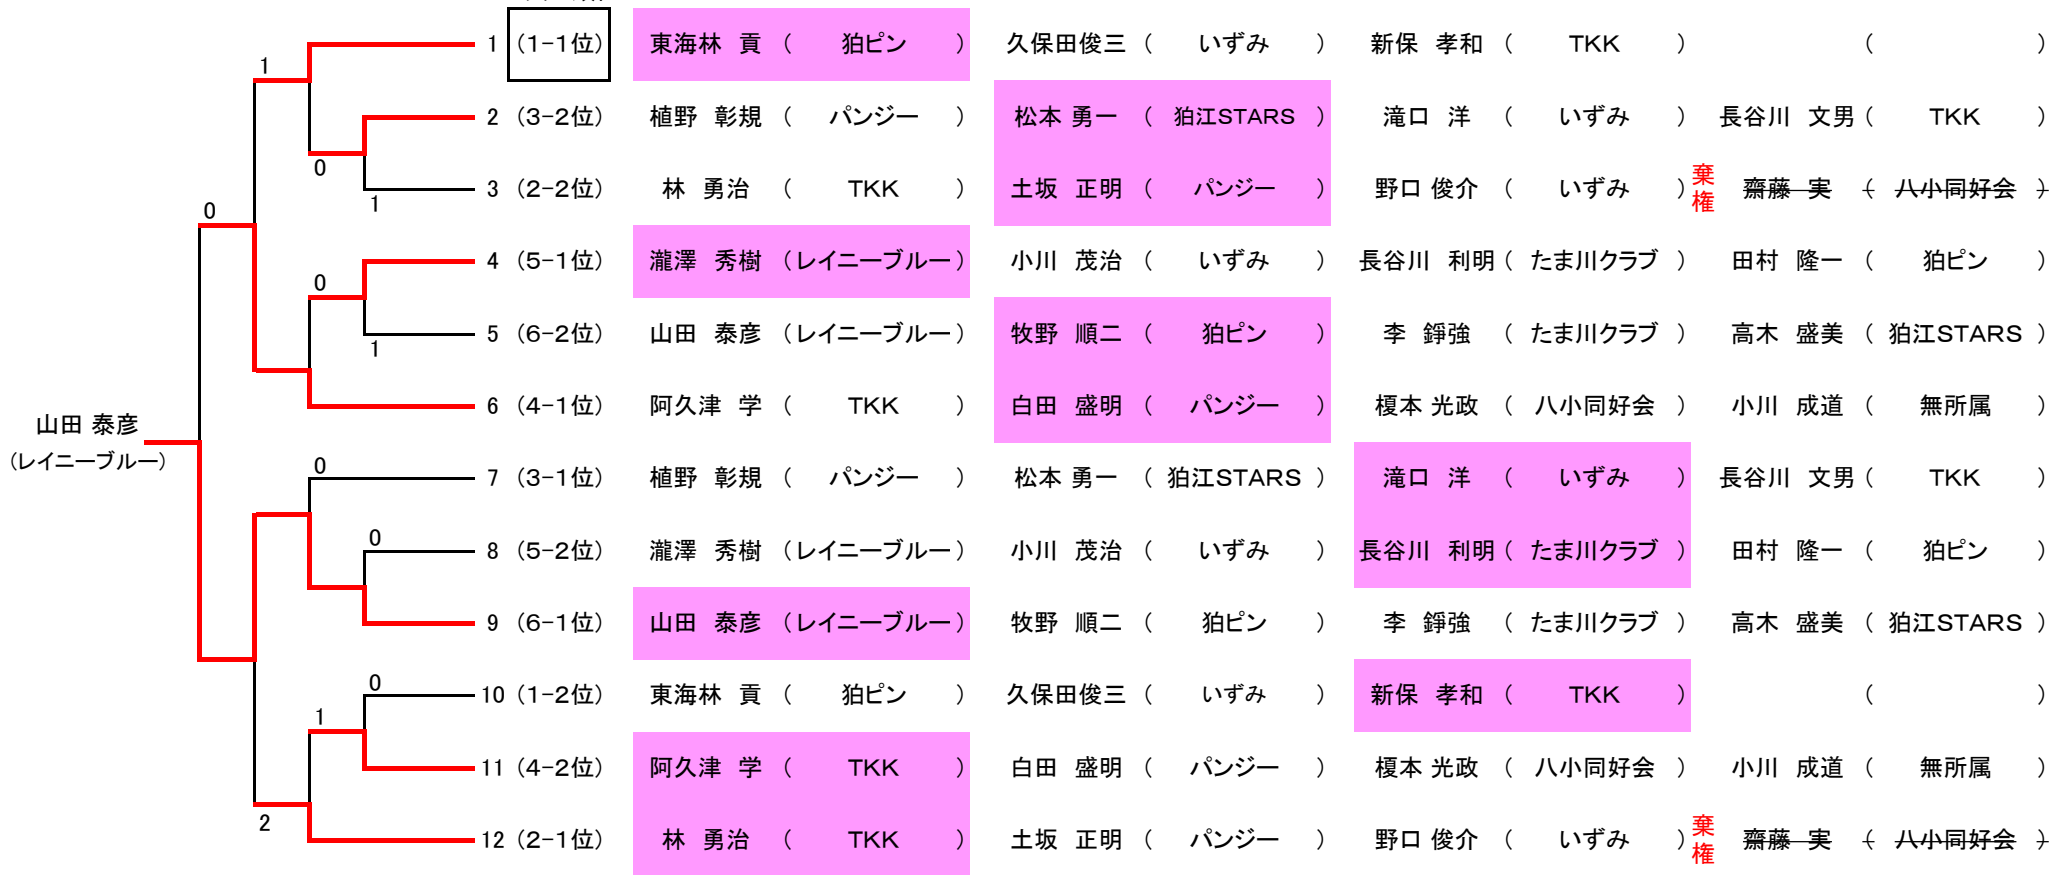 1 (1-1位) 東海林 貢 ( 狛ピン ) 久保田俊三 ( いずみ ) 新保 孝和 ( TKK ) ( )
1
2 (3-2位) 植野 彰規 ( パンジー ) 松本 勇一 ( 狛江STARS ) 滝口 洋 ( いずみ ) 長谷川 文男 ( TKK )
0
3 (2-2位) 林 勇治 ( TKK ) 土坂 正明 ( パンジー ) 野口 俊介 ( いずみ ) 棄権 齋藤 実 ( 八小同好会 )
1
0
4 (5-1位) 瀧澤 秀樹 (レイニーブルー) 小川 茂治 ( いずみ ) 長谷川 利明 ( たま川クラブ ) 田村 隆一 ( 狛ピン )
0
5 (6-2位) 山田 泰彦 (レイニーブルー) 牧野 順二 ( 狛ピン ) 李 錚強 ( たま川クラブ ) 高木 盛美 ( 狛江STARS )
1
6 (4-1位) 阿久津 学 ( TKK ) 白田 盛明 ( パンジー ) 榎本 光政 ( 八小同好会 ) 小川 成道 ( 無所属 )
山田 泰彦
(レイニーブルー)
0
7 (3-1位) 植野 彰規 ( パンジー ) 松本 勇一 ( 狛江STARS ) 滝口 洋 ( いずみ ) 長谷川 文男 ( TKK )
0
8 (5-2位) 瀧澤 秀樹 (レイニーブルー) 小川 茂治 ( いずみ ) 長谷川 利明 ( たま川クラブ ) 田村 隆一 ( 狛ピン )
9 (6-1位) 山田 泰彦 (レイニーブルー) 牧野 順二 ( 狛ピン ) 李 錚強 ( たま川クラブ ) 高木 盛美 ( 狛江STARS )
0
10 (1-2位) 東海林 貢 ( 狛ピン ) 久保田俊三 ( いずみ ) 新保 孝和 ( TKK ) ( )
1
11 (4-2位) 阿久津 学 ( TKK ) 白田 盛明 ( パンジー ) 榎本 光政 ( 八小同好会 ) 小川 成道 ( 無所属 )
2
12 (2-1位) 林 勇治 ( TKK ) 土坂 正明 ( パンジー ) 野口 俊介 ( いずみ ) 棄権 齋藤 実 ( 八小同好会 )